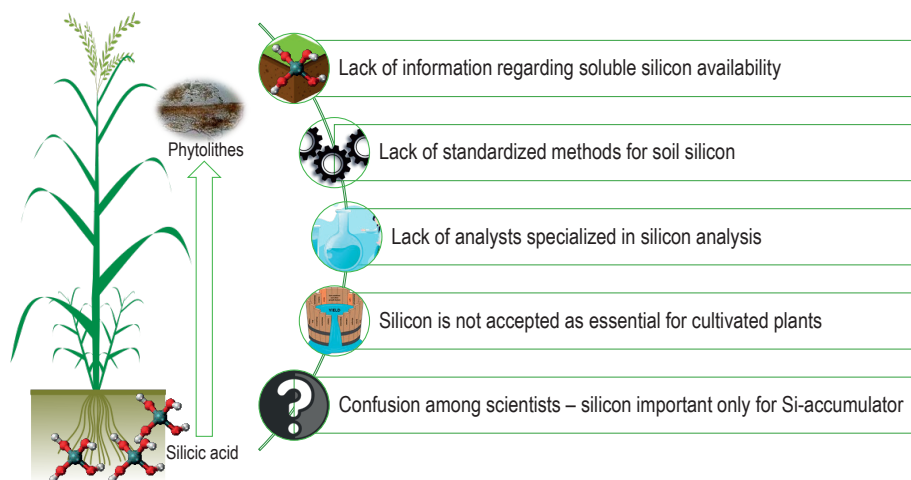 Lack of information regarding soluble silicon availability
Phytolithes
Lack of standardized methods for soil silicon
Lack of analysts specialized in silicon analysis
YIELD
Silicon is not accepted as essential for cultivated plants
Confusion among scientists – silicon important only for Si-accumulator
Silicic acid